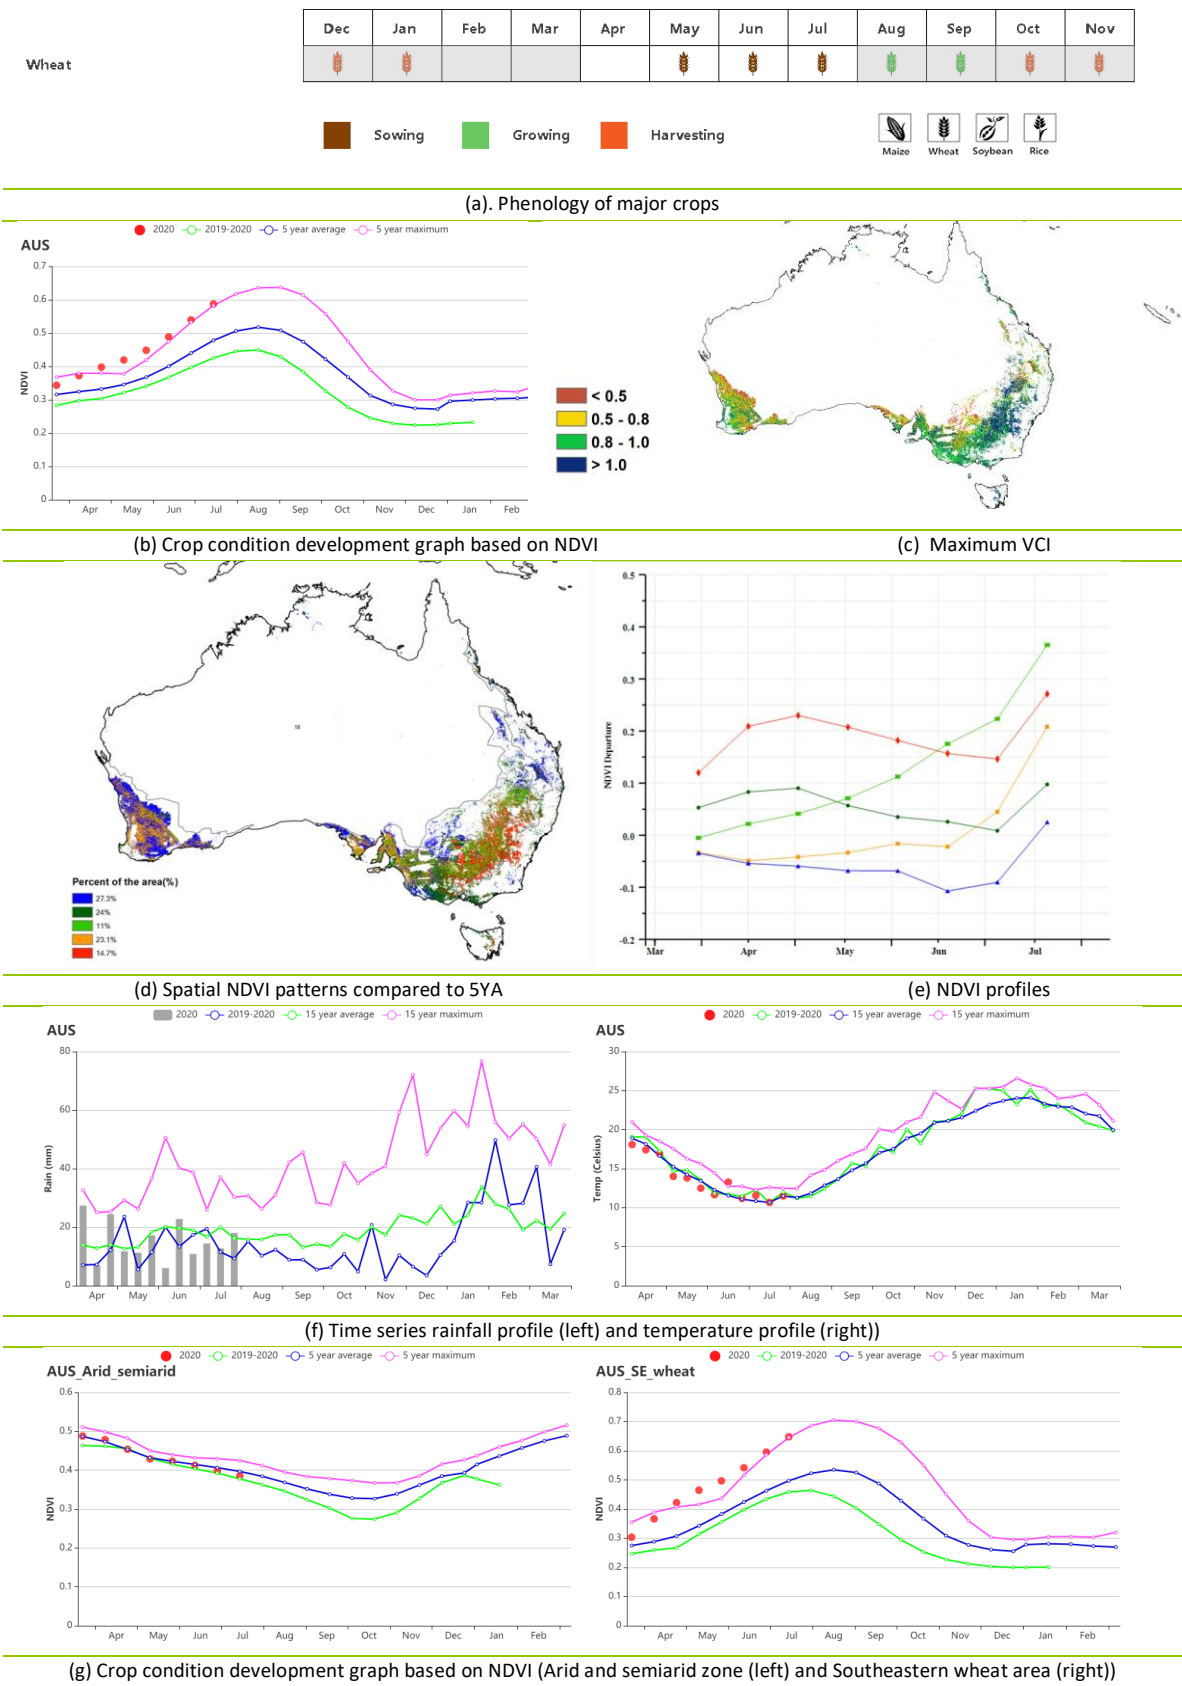 Dec Jan Feb Mar Apr May Jun Jul Aug Sep Oct Nov
Wheat
Sowing Growing Harvesting
Maize Wheat Soybean Rice
(a). Phenology of major crops
2020 2019-2020 5 year average 5 year maximum
AUS
0.7
0.6
0.5
0.4
0.3
0.2
0.1
0
NDVI
Apr May Jun Jul Aug Sep Oct Nov Dec Jan Feb
< 0.5
0.5 - 0.8
0.8 - 1.0
> 1.0
(b) Crop condition development graph based on NDVI
(c) Maximum VCI
Percent of the area(%)
27.3%
24%
11%
23.1%
14.7%
0.5
0.4
0.3
0.2
0.1
0.0
-0.1
-0.2
NDVI Departure
Mar Apr May Jun Jul
(d) Spatial NDVI patterns compared to 5YA
(e) NDVI profiles
2020 2019-2020 15 year average 15 year maximum
AUS
80
60
40
20
0
Rain (mm)
Apr May Jun Jul Aug Sep Oct Nov Dec Jan Feb Mar
2020 2019-2020 15 year average 15 year maximum
AUS
30
25
20
15
10
5
0
Temp (Celsius)
Apr May Jun Jul Aug Sep Oct Nov Dec Jan Feb Mar
(f) Time series rainfall profile (left) and temperature profile (right))
2020 2019-2020 5 year average 5 year maximum
AUS_Arid_semiarid
0.6
0.5
0.4
0.3
0.2
0.1
0
NDVI
Apr May Jun Jul Aug Sep Oct Nov Dec Jan Feb
2020 2019-2020 5 year average 5 year maximum
AUS_SE_wheat
0.8
0.7
0.6
0.5
0.4
0.3
0.2
0.1
0
NDVI
Apr May Jun Jul Aug Sep Oct Nov Dec Jan Feb
(g) Crop condition development graph based on NDVI (Arid and semiarid zone (left) and Southeastern wheat area (right))